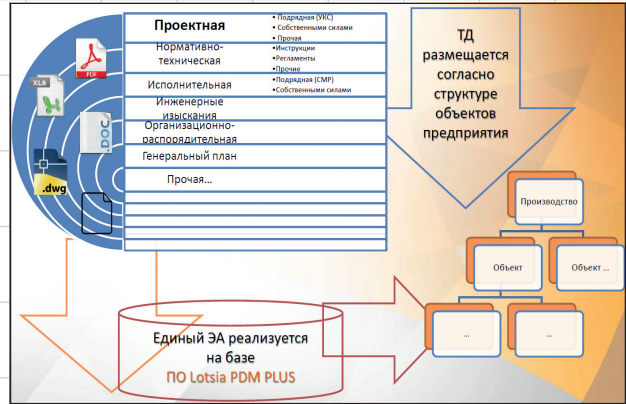 Проектная
• Подрядная (УКС)
• Собственными силами
• Прочая
Нормативно-
техническая
•Инструкции
•Регламенты
•Прочие
Исполнительная
•Подрядная (СМР)
•Собственными силами
Инженерные
изыскания
Организационно-
распорядительная
Генеральный план
Прочая...
PDF
XLS
.DOC
.dwg
ТД
размещается
согласно
структуре
объектов
предприятия
Производство
Объект
Объект ...
...
...
Единый ЭА реализуется
на базе
ПО Lotsia PDM PLUS